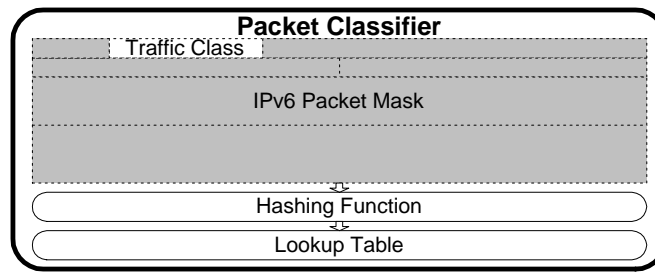 Packet Classifier
Traffic Class
IPv6 Packet Mask
Hashing Function
Lookup Table